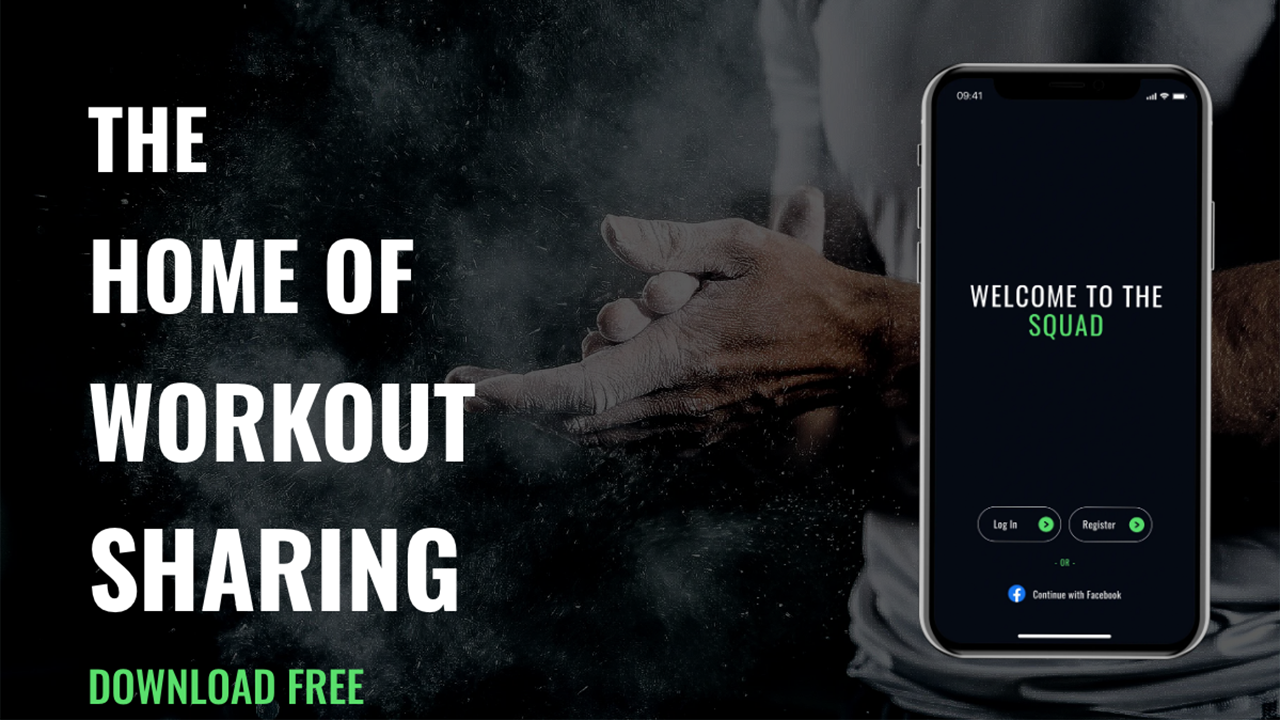 THE
HOME OF
WORKOUT
SHARING
DOWNLOAD FREE
09:41
WELCOME TO THE
SQUAD
Log In
Register
- OR -
Continue with Facebook